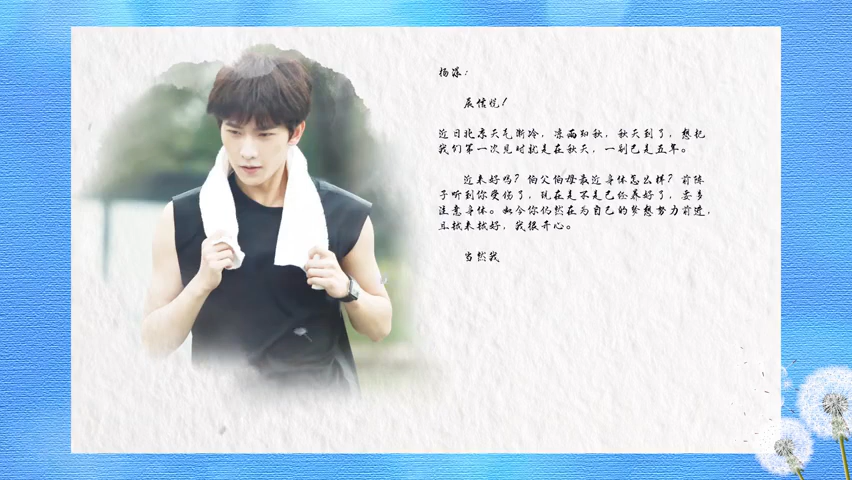 杨漾：
展信悦！
近日北京天气渐冷，凉雨知秋，秋天到了，想起
我们第一次见时就是在秋天，一别已是五年。
近来好吗？伯父伯母最近身体怎么样？前阵
子听到你受伤了，现在是不是已经养好了，要多
注意身体。如今你仍然在为自己的梦想努力前进，
且越来越好，我很开心。
当然我